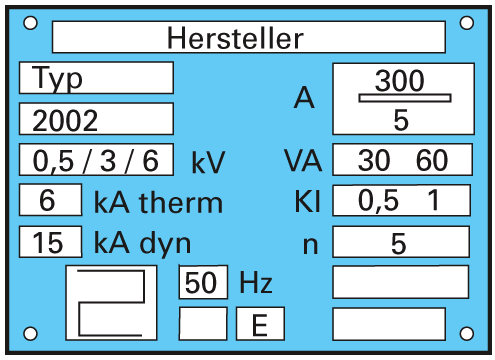 Hersteller
Typ
2002
0,5 / 3 / 6 kV
6 kA therm
15 kA dyn
50 Hz
E
A 300
5
VA 30 60
Kl 0,5 1
n 5